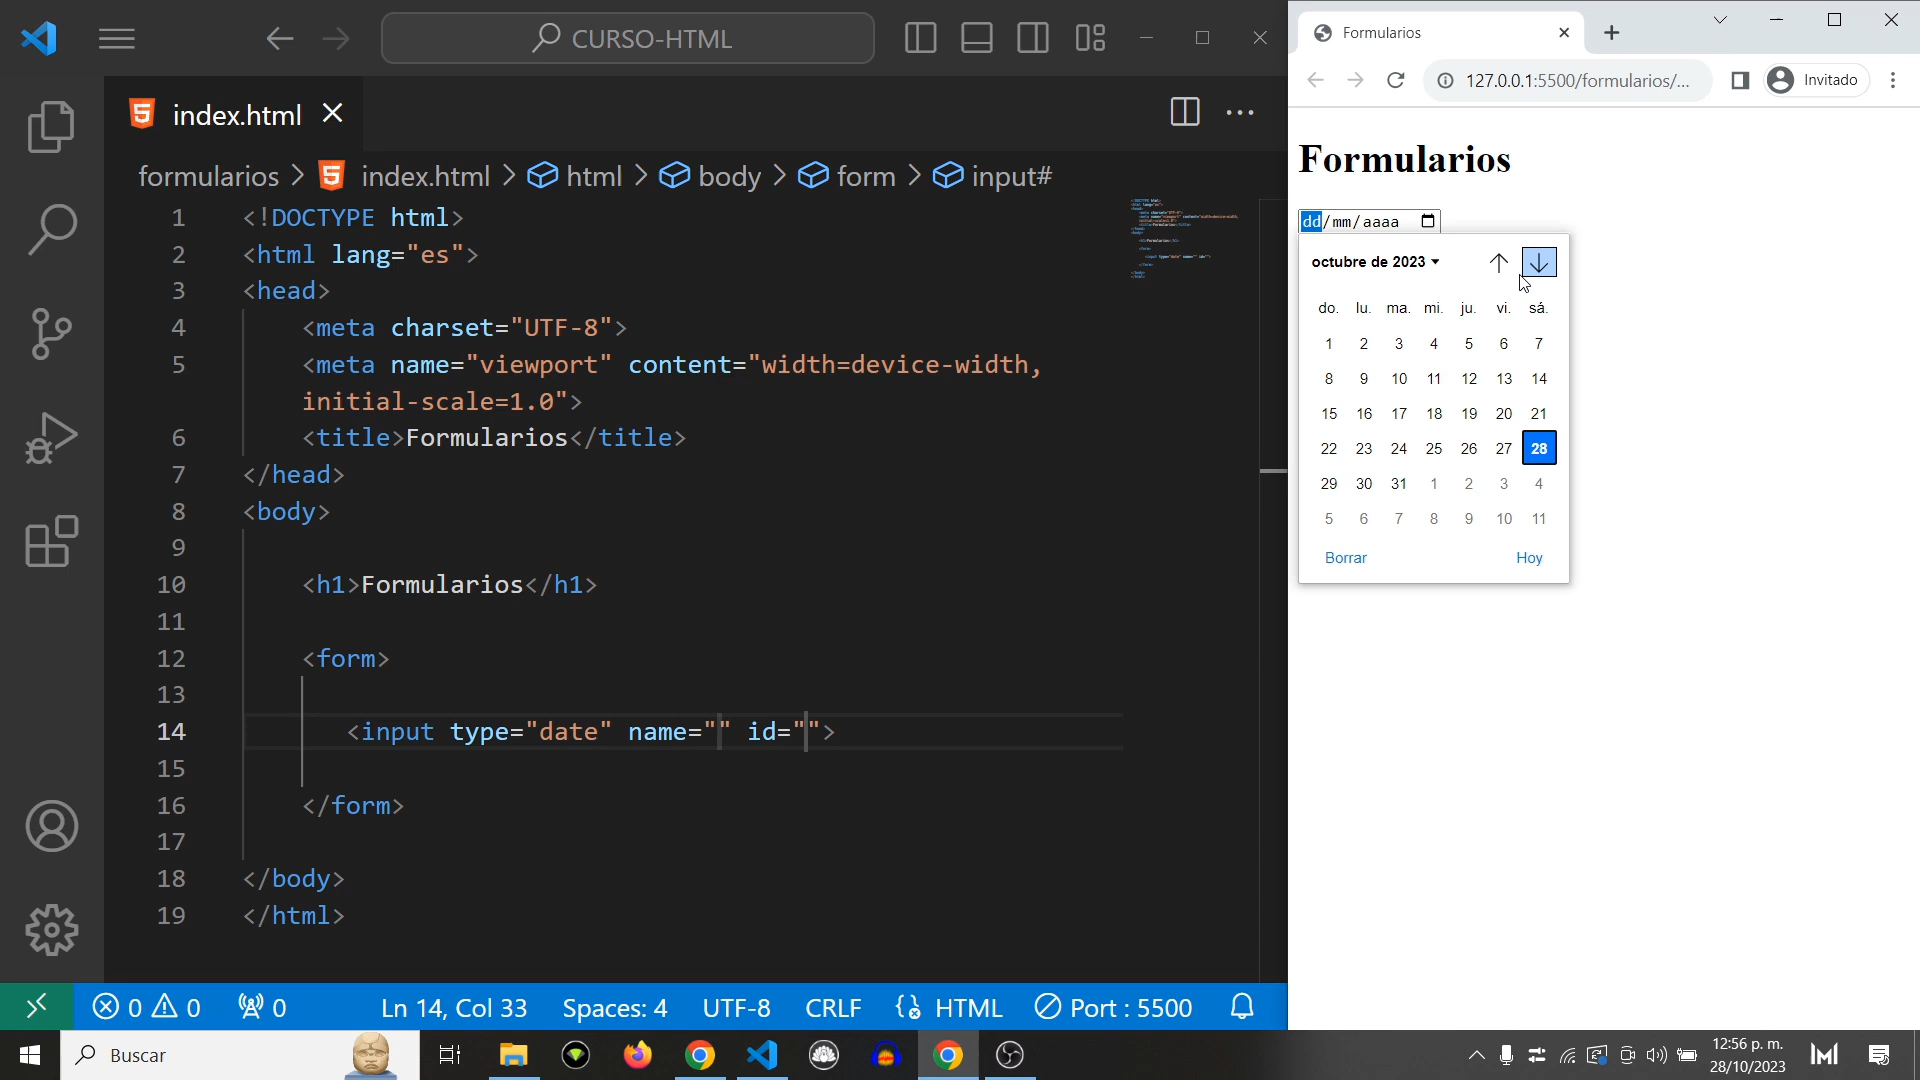 CURSO-HTML
index.html
formularios > index.html > html > body > form > input#
1 <!DOCTYPE html>
2 <html lang="es">
3 <head>
4 <meta charset="UTF-8">
5 <meta name="viewport" content="width=device-width,
initial-scale=1.0">
6 <title>Formularios</title>
7 </head>
8 <body>
9
10 <h1>Formularios</h1>
11
12 <form>
13
14 <input type="date" name="" id="">
15
16 </form>
17
18 </body>
19 </html>
0 0 0 Ln 14, Col 33 Spaces: 4 UTF-8 CRLF HTML Port : 5500
Formularios
127.0.0.1:5500/formularios/... Invitado
Formularios
dd/mm/aaaa
octubre de 2023
do. lu. ma. mi. ju. vi. sá.
1 2 3 4 5 6 7
8 9 10 11 12 13 14
15 16 17 18 19 20 21
22 23 24 25 26 27 28
29 30 31 1 2 3 4
5 6 7 8 9 10 11
Borrar Hoy
Buscar
12:56 p. m.
28/10/2023